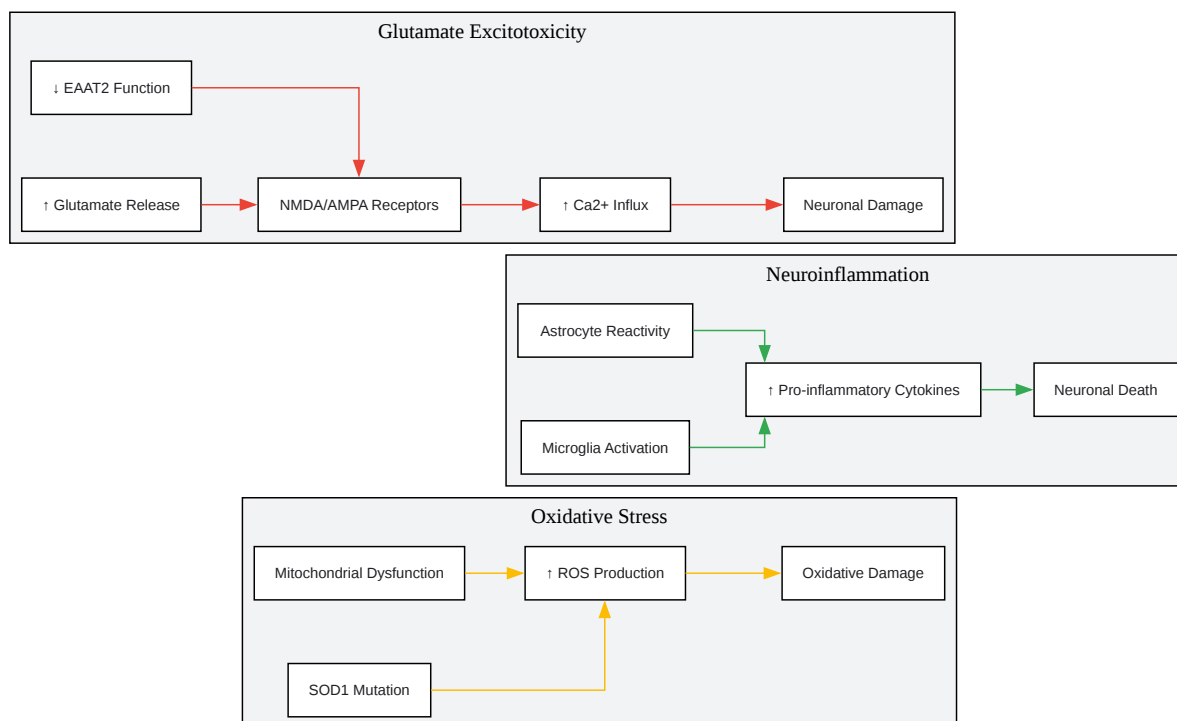 Glutamate Excitotoxicity
↓ EAAT2 Function
↑ Glutamate Release
NMDA/AMPA Receptors
↑ Ca2+ Influx
Neuronal Damage
Neuroinflammation
Astrocyte Reactivity
↑ Pro-inflammatory Cytokines
Neuronal Death
Microglia Activation
Oxidative Stress
Mitochondrial Dysfunction
↑ ROS Production
Oxidative Damage
SOD1 Mutation